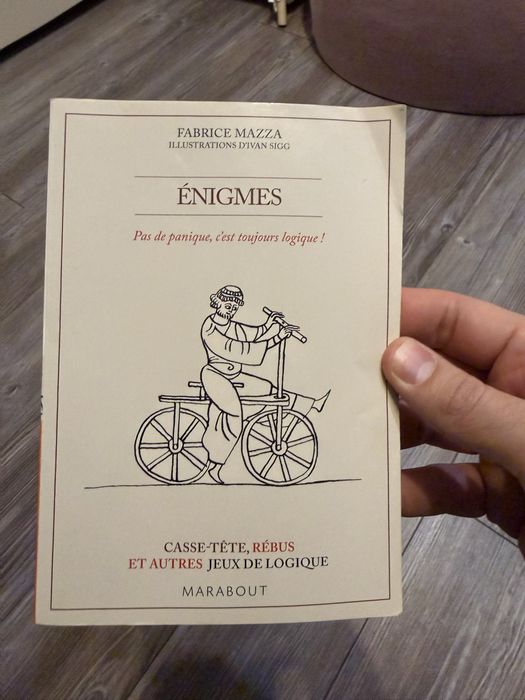 FABRICE MAZZA
ILLUSTRATIONS D'IVAN SIGG
ÉNIGMES
Pas de panique, c'est toujours logique !
CASSE-TÊTE, RÉBUS
ET AUTRES JEUX DE LOGIQUE
MARABOUT